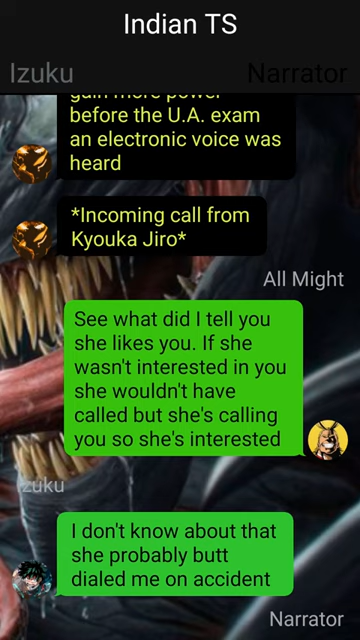 Indian TS
Izuku
Narrator
gain more power
before the U.A. exam
an electronic voice was
heard
*Incoming call from
Kyouka Jiro*
All Might
See what did I tell you
she likes you. If she
wasn't interested in you
she wouldn't have
called but she's calling
you so she's interested
Izuku
I don't know about that
she probably butt
dialed me on accident
Narrator